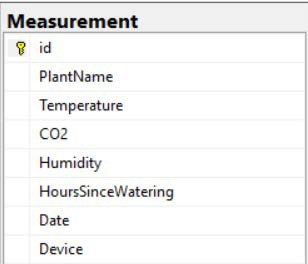 Measurement
id
PlantName
Temperature
CO2
Humidity
HoursSinceWatering
Date
Device